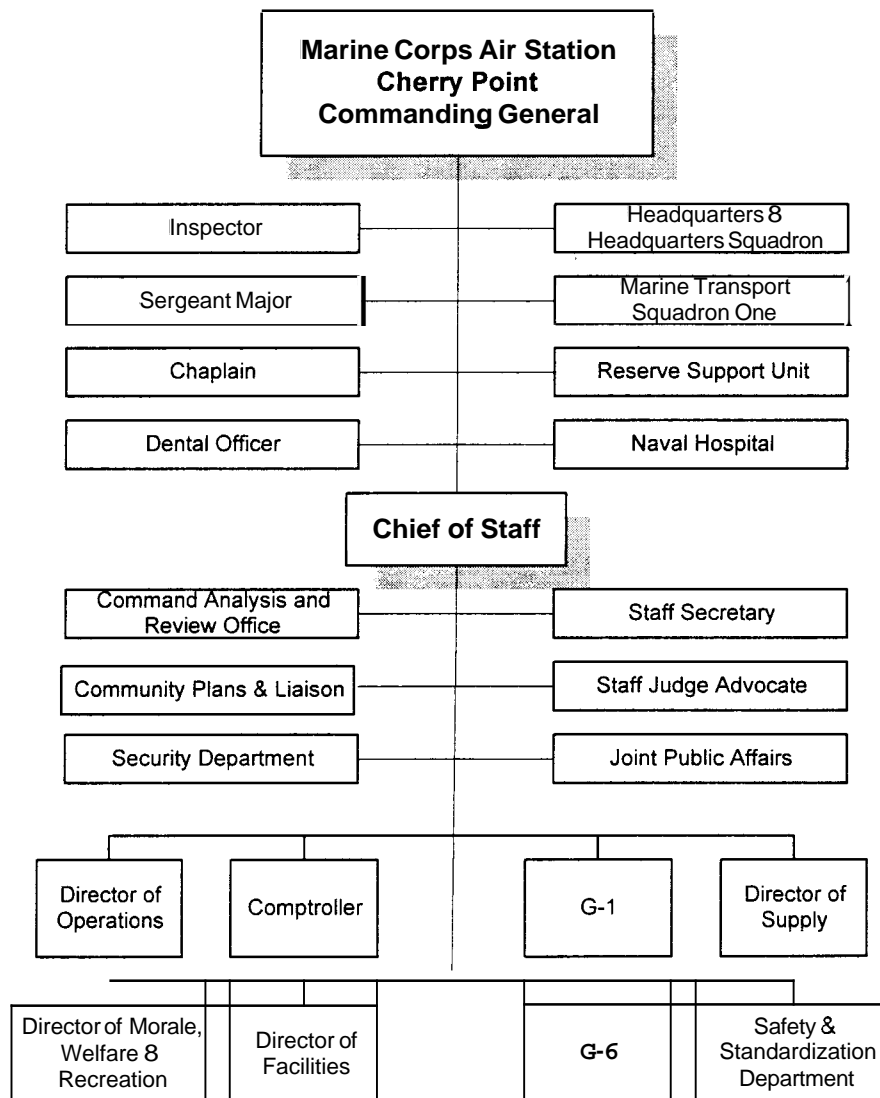 Marine Corps Air Station
Cherry Point
Commanding General
Inspector
Headquarters 8
Headquarters Squadron
Sergeant Major
Marine Transport
Squadron One
Chaplain
Reserve Support Unit
Dental Officer
Naval Hospital
Chief of Staff
Command Analysis and
Review Office
Staff Secretary
Community Plans & Liaison
Staff Judge Advocate
Security Department
Joint Public Affairs
Director of
Operations
Comptroller
G-1
Director of
Supply
Director of Morale,
Welfare 8
Recreation
Director of
Facilities
G-6
Safety &
Standardization
Department